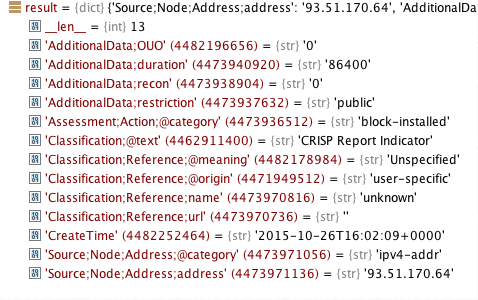 result = {dict} {'Source;Node;Address;address': '93.51.170.64', 'AdditionalDa
__len__ = {int} 13
'AdditionalData;OUO' (4482196656) = {str} '0'
'AdditionalData;duration' (4473940920) = {str} '86400'
'AdditionalData;recon' (4473938904) = {str} '0'
'AdditionalData;restriction' (4473937632) = {str} 'public'
'Assessment;Action;@category' (4473936512) = {str} 'block-installed'
'Classification;@text' (4462911400) = {str} 'CRISP Report Indicator'
'Classification;Reference;@meaning' (4482178984) = {str} 'Unspecified'
'Classification;Reference;@origin' (4471949512) = {str} 'user-specific'
'Classification;Reference;name' (4473970816) = {str} 'unknown'
'Classification;Reference;url' (4473970736) = {str} ''
'CreateTime' (4482252464) = {str} '2015-10-26T16:02:09+0000'
'Source;Node;Address;@category' (4473971056) = {str} 'ipv4-addr'
'Source;Node;Address;address' (4473971136) = {str} '93.51.170.64'